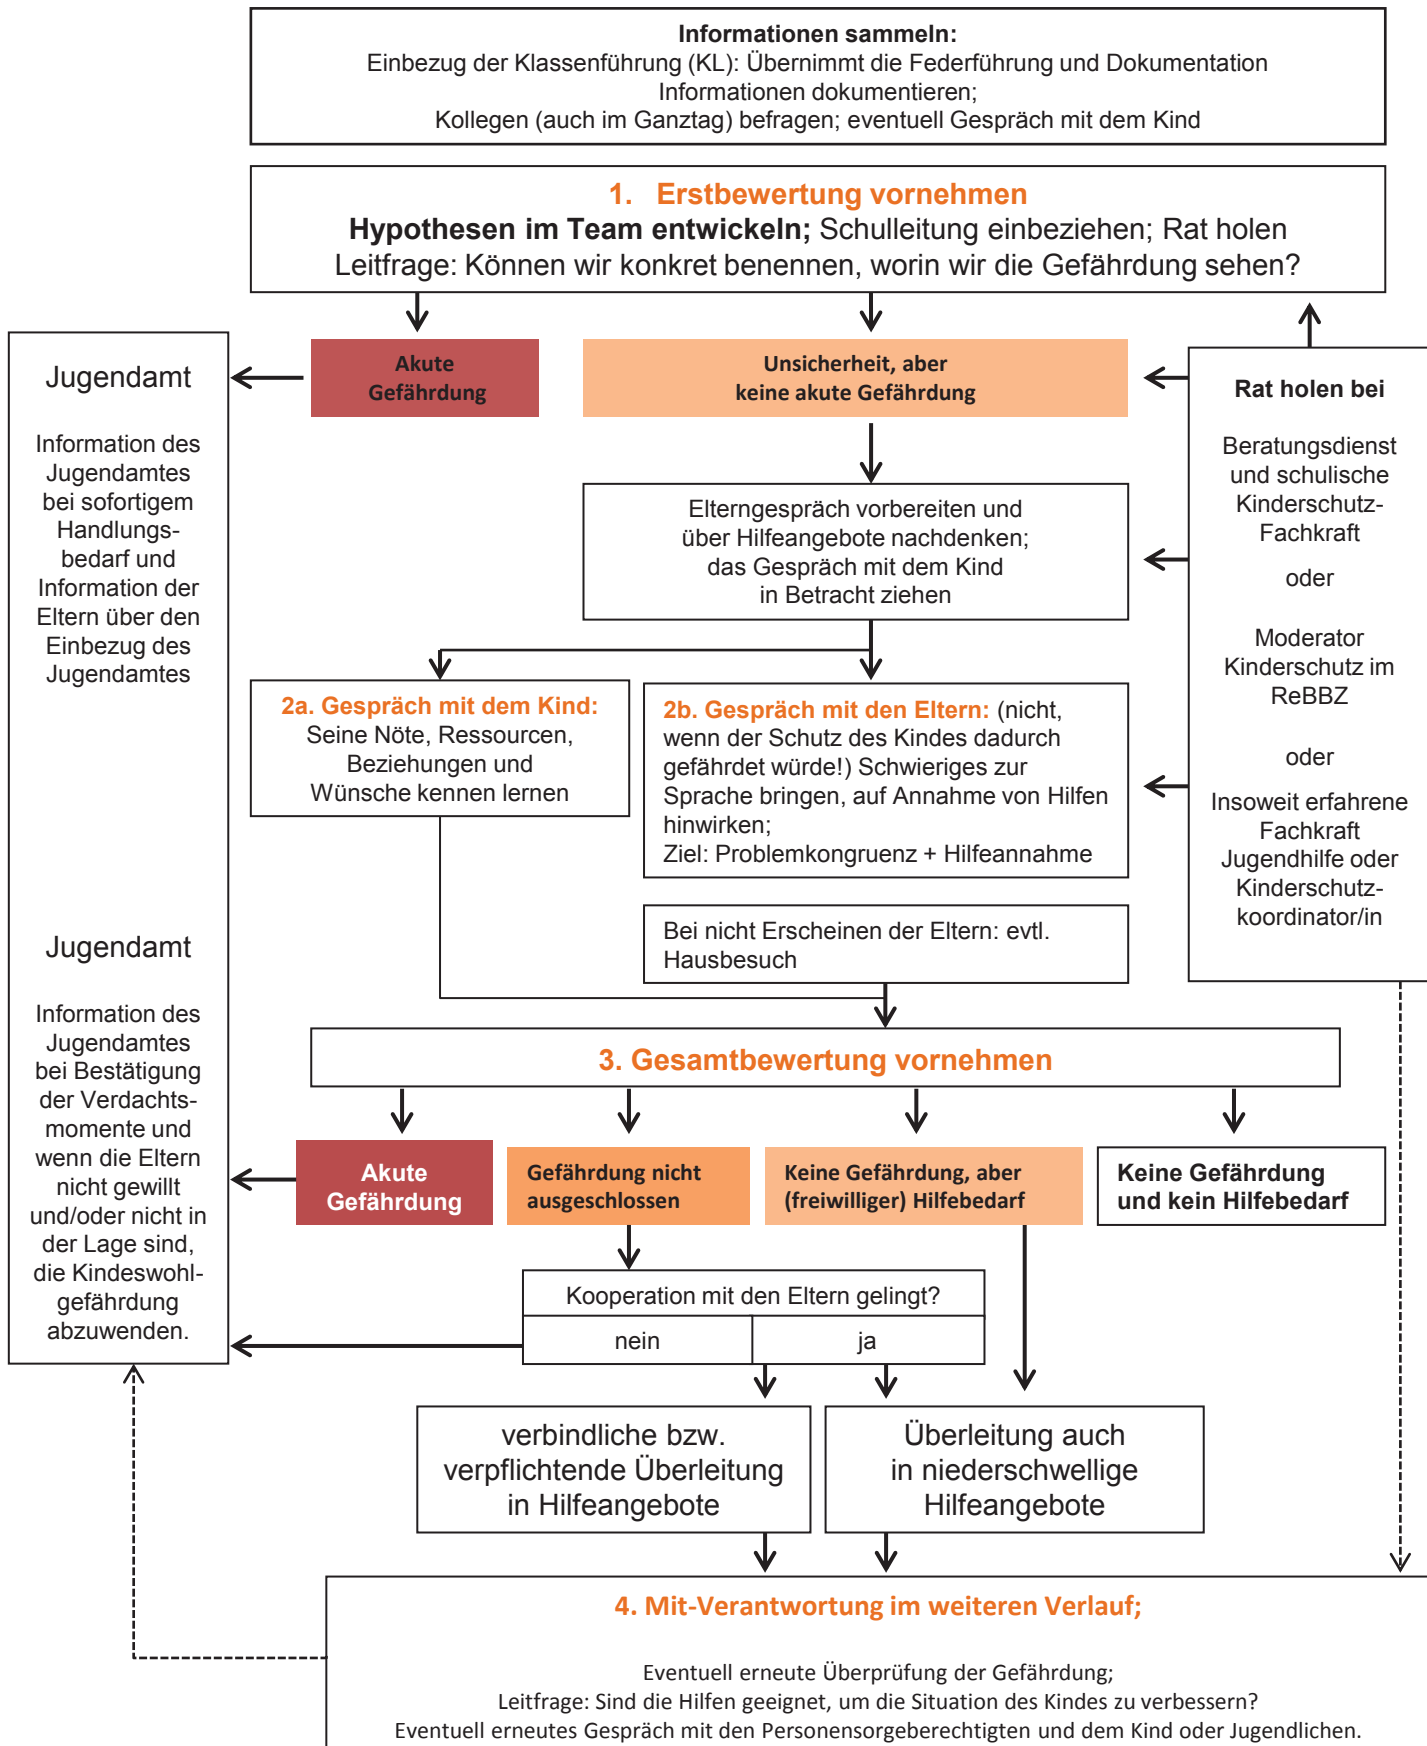 Informationen sammeln:
Einbezug der Klassenführung (KL): Übernimmt die Federführung und Dokumentation
Informationen dokumentieren;
Kollegen (auch im Ganztag) befragen; eventuell Gespräch mit dem Kind
1. Erstbewertung vornehmen
Hypothesen im Team entwickeln; Schulleitung einbeziehen; Rat holen
Leitfrage: Können wir konkret benennen, worin wir die Gefährdung sehen?
Jugendamt
Information des
Jugendamtes
bei sofortigem
Handlungs-
bedarf und
Information der
Eltern über den
Einbezug des
Jugendamtes
Akute
Gefährdung
Unsicherheit, aber
keine akute Gefährdung
Rat holen bei
Beratungsdienst
und schulische
Kinderschutz-
Fachkraft
oder
Moderator
Kinderschutz im
ReBBZ
oder
Insoweit erfahrene
Fachkraft
Jugendhilfe oder
Kinderschutz-
koordinator/in
Elterngespräch vorbereiten und
über Hilfeangebote nachdenken;
das Gespräch mit dem Kind
in Betracht ziehen
2a. Gespräch mit dem Kind:
Seine Nöte, Ressourcen,
Beziehungen und
Wünsche kennen lernen
2b. Gespräch mit den Eltern: (nicht,
wenn der Schutz des Kindes dadurch
gefährdet würde!) Schwieriges zur
Sprache bringen, auf Annahme von Hilfen
hinwirken;
Ziel: Problemkongruenz + Hilfeannahme
Bei nicht Erscheinen der Eltern: evtl.
Hausbesuch
Jugendamt
Information des
Jugendamtes
bei Bestätigung
der Verdachts-
momente und
wenn die Eltern
nicht gewillt
und/oder nicht in
der Lage sind,
die Kindeswohl-
gefährdung
abzuwenden.
3. Gesamtbewertung vornehmen
Akute
Gefährdung
Gefährdung nicht
ausgeschlossen
Keine Gefährdung, aber
(freiwilliger) Hilfebedarf
Keine Gefährdung
und kein Hilfebedarf
Kooperation mit den Eltern gelingt?
nein
ja
verbindliche bzw.
verpflichtende Überleitung
in Hilfeangebote
Überleitung auch
in niederschwellige
Hilfeangebote
4. Mit-Verantwortung im weiteren Verlauf;
Eventuell erneute Überprüfung der Gefährdung;
Leitfrage: Sind die Hilfen geeignet, um die Situation des Kindes zu verbessern?
Eventuell erneutes Gespräch mit den Personensorgeberechtigten und dem Kind oder Jugendlichen.